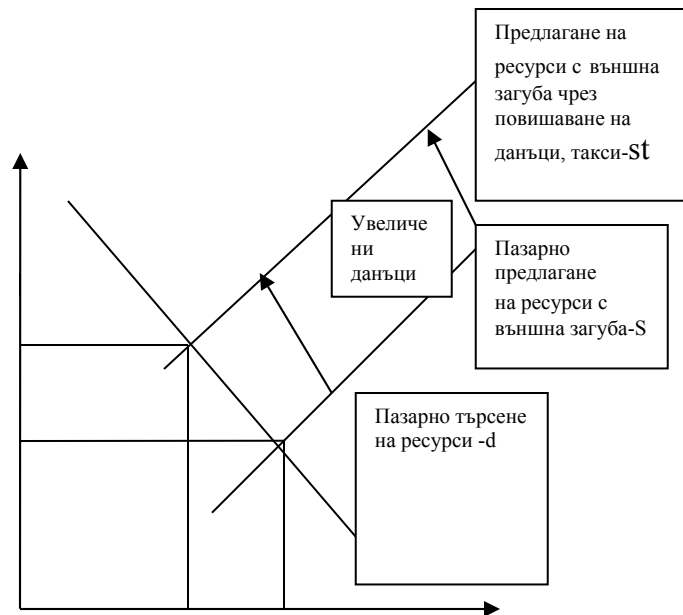 Предлагане на
ресурси с външна
загуба чрез
повишаване на
данъци, такси-st
Увеличе
ни
данъци
Пазарно
предлагане
на ресурси с
външна загуба-S
Пазарно търсене
на ресурси -d